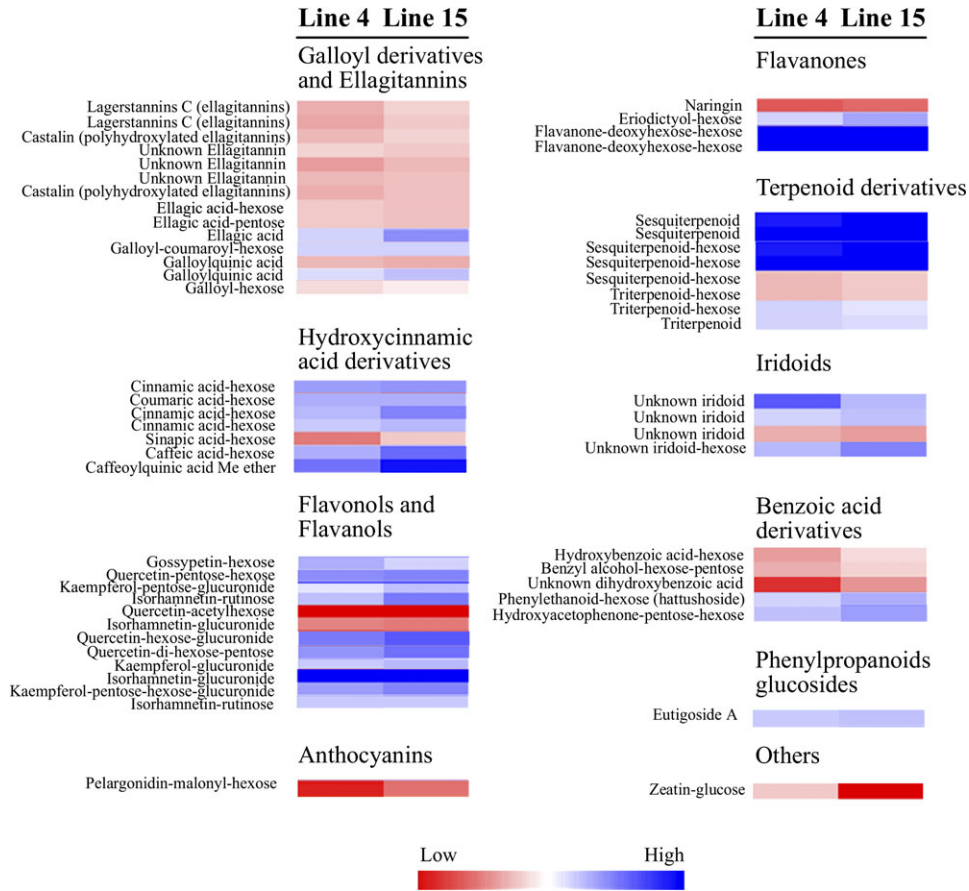 Line 4 Line 15
Galloyl derivatives
and Ellagitannins
Lagerstannins C (ellagitannins)
Lagerstannins C (ellagitannins)
Castalin (polyhydroxylated ellagitannins)
Unknown Ellagitannin
Unknown Ellagitannin
Unknown Ellagitannin
Castalin (polyhydroxylated ellagitannins)
Ellagic acid-hexose
Ellagic acid-pentose
Ellagic acid
Galloyl-coumaroyl-hexose
Galloylquinic acid
Galloylquinic acid
Galloyl-hexose
Hydroxycinnamic
acid derivatives
Cinnamic acid-hexose
Coumaric acid-hexose
Cinnamic acid-hexose
Cinnamic acid-hexose
Sinapic acid-hexose
Caffeic acid-hexose
Caffeoylquinic acid Me ether
Flavonols and
Flavanols
Gossypetin-hexose
Quercetin-pentose-hexose
Kaempferol-pentose-glucuronide
Isorhamnetin-rutinose
Quercetin-acetylhexose
Isorhamnetin-glucuronide
Quercetin-hexose-glucuronide
Quercetin-di-hexose-pentose
Kaempferol-glucuronide
Isorhamnetin-glucuronide
Kaempferol-pentose-hexose-glucuronide
Isorhamnetin-rutinose
Anthocyanins
Pelargonidin-malonyl-hexose
Line 4 Line 15
Flavanones
Naringin
Eriodictyol-hexose
Flavanone-deoxyhexose-hexose
Flavanone-deoxyhexose-hexose
Terpenoid derivatives
Sesquiterpenoid
Sesquiterpenoid
Sesquiterpenoid-hexose
Sesquiterpenoid-hexose
Sesquiterpenoid-hexose
Triterpenoid-hexose
Triterpenoid-hexose
Triterpenoid
Iridoids
Unknown iridoid
Unknown iridoid
Unknown iridoid
Unknown iridoid-hexose
Benzoic acid
derivatives
Hydroxybenzoic acid-hexose
Benzyl alcohol-hexose-pentose
Unknown dihydroxybenzoic acid
Phenylethanoid-hexose (hattushoside)
Hydroxyacetophenone-pentose-hexose
Phenylpropanoids
glucosides
Eutigoside A
Others
Zeatin-glucose
Low High